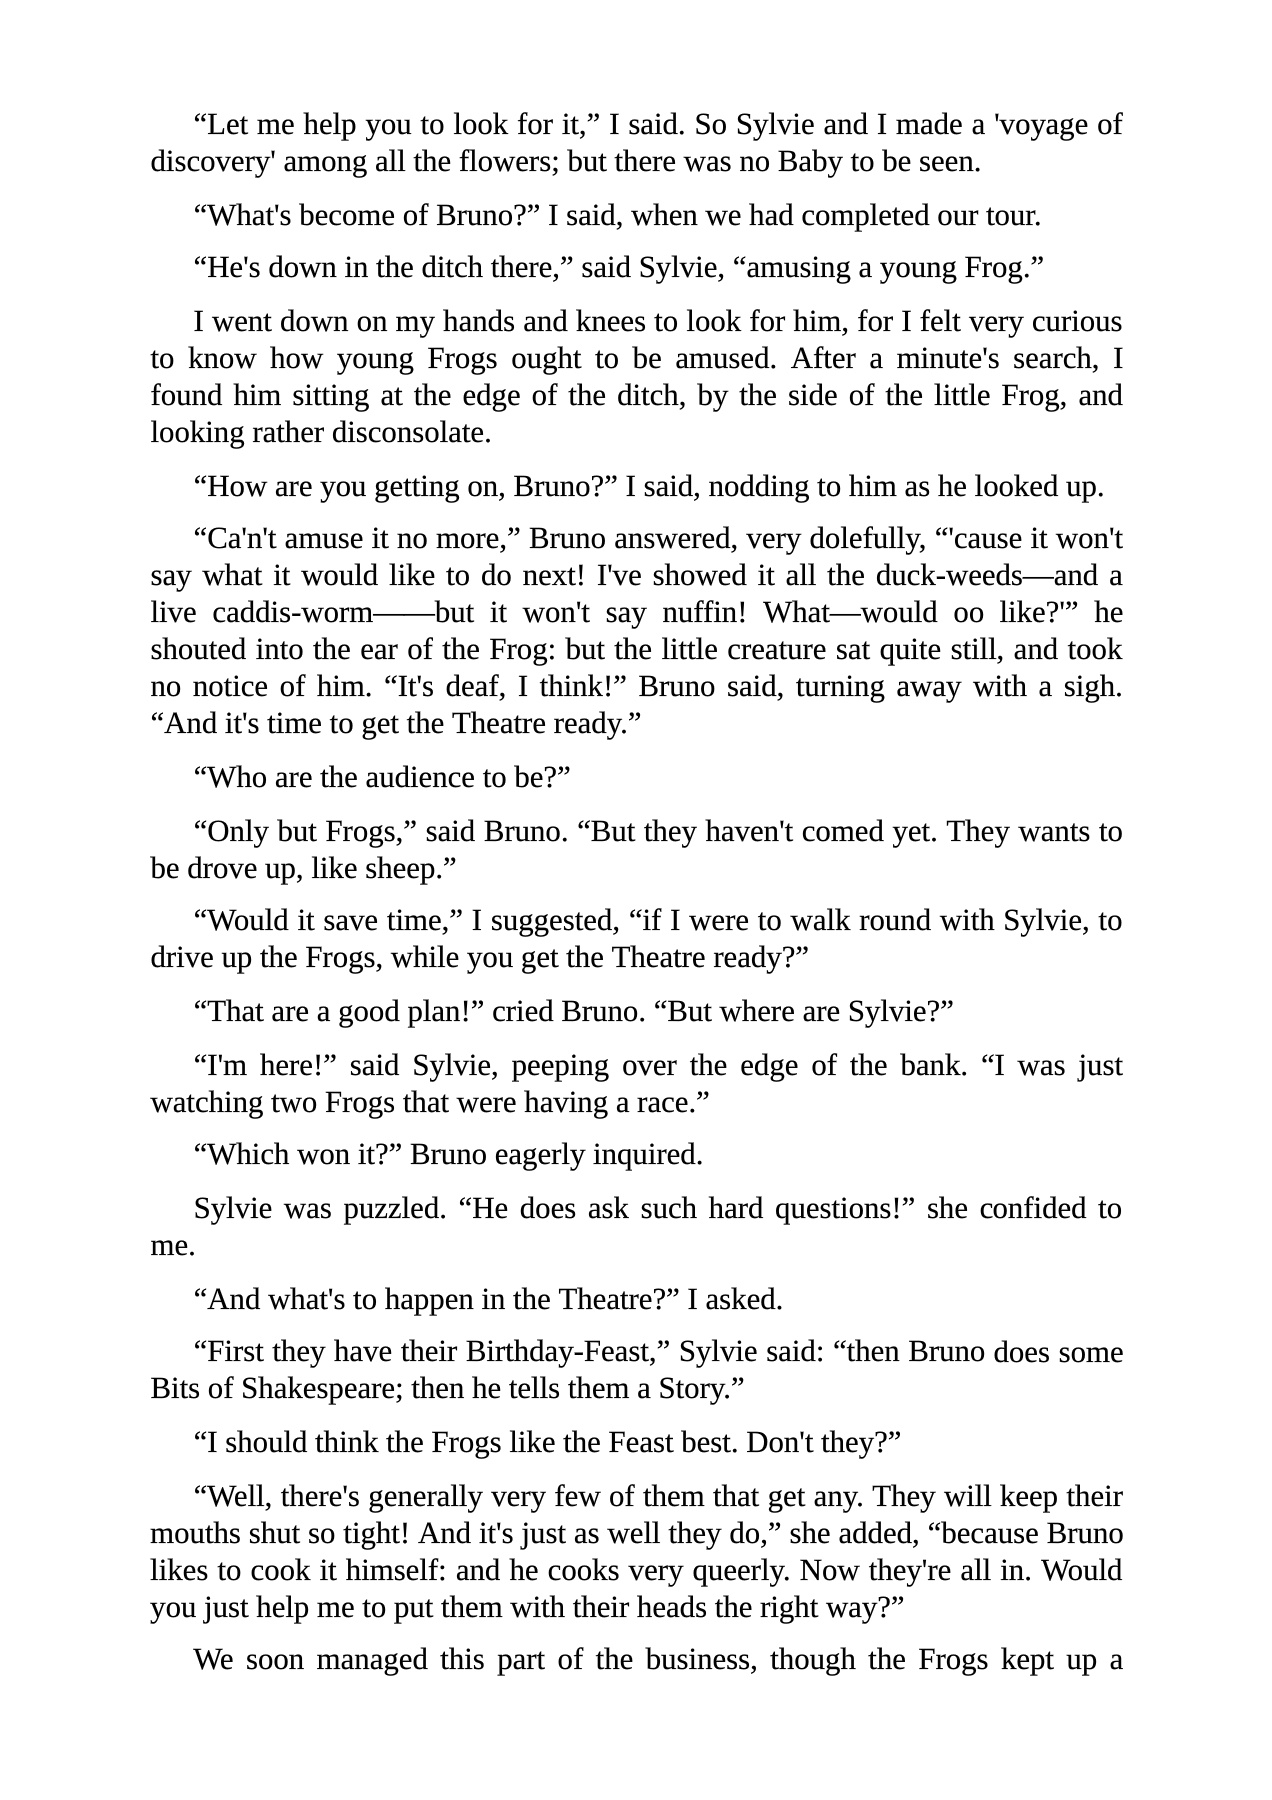 “Let me help you to look for it,” I said. So Sylvie and I made a 'voyage of
discovery' among all the flowers; but there was no Baby to be seen.
“What's become of Bruno?” I said, when we had completed our tour.
“He's down in the ditch there,” said Sylvie, “amusing a young Frog.”
I went down on my hands and knees to look for him, for I felt very curious
to know how young Frogs ought to be amused. After a minute's search, I
found him sitting at the edge of the ditch, by the side of the little Frog, and
looking rather disconsolate.
“How are you getting on, Bruno?” I said, nodding to him as he looked up.
“Ca'n't amuse it no more,” Bruno answered, very dolefully, “'cause it won't
say what it would like to do next! I've showed it all the duck-weeds—and a
live caddis-worm——but it won't say nuffin! What—would oo like?'” he
shouted into the ear of the Frog: but the little creature sat quite still, and took
no notice of him. “It's deaf, I think!” Bruno said, turning away with a sigh.
“And it's time to get the Theatre ready.”
“Who are the audience to be?”
“Only but Frogs,” said Bruno. “But they haven't comed yet. They wants to
be drove up, like sheep.”
“Would it save time,” I suggested, “if I were to walk round with Sylvie, to
drive up the Frogs, while you get the Theatre ready?”
“That are a good plan!” cried Bruno. “But where are Sylvie?”
“I'm here!” said Sylvie, peeping over the edge of the bank. “I was just
watching two Frogs that were having a race.”
“Which won it?” Bruno eagerly inquired.
Sylvie was puzzled. “He does ask such hard questions!” she confided to
me.
“And what's to happen in the Theatre?” I asked.
“First they have their Birthday-Feast,” Sylvie said: “then Bruno does some
Bits of Shakespeare; then he tells them a Story.”
“I should think the Frogs like the Feast best. Don't they?”
“Well, there's generally very few of them that get any. They will keep their
mouths shut so tight! And it's just as well they do,” she added, “because Bruno
likes to cook it himself: and he cooks very queerly. Now they're all in. Would
you just help me to put them with their heads the right way?”
We soon managed this part of the business, though the Frogs kept up a